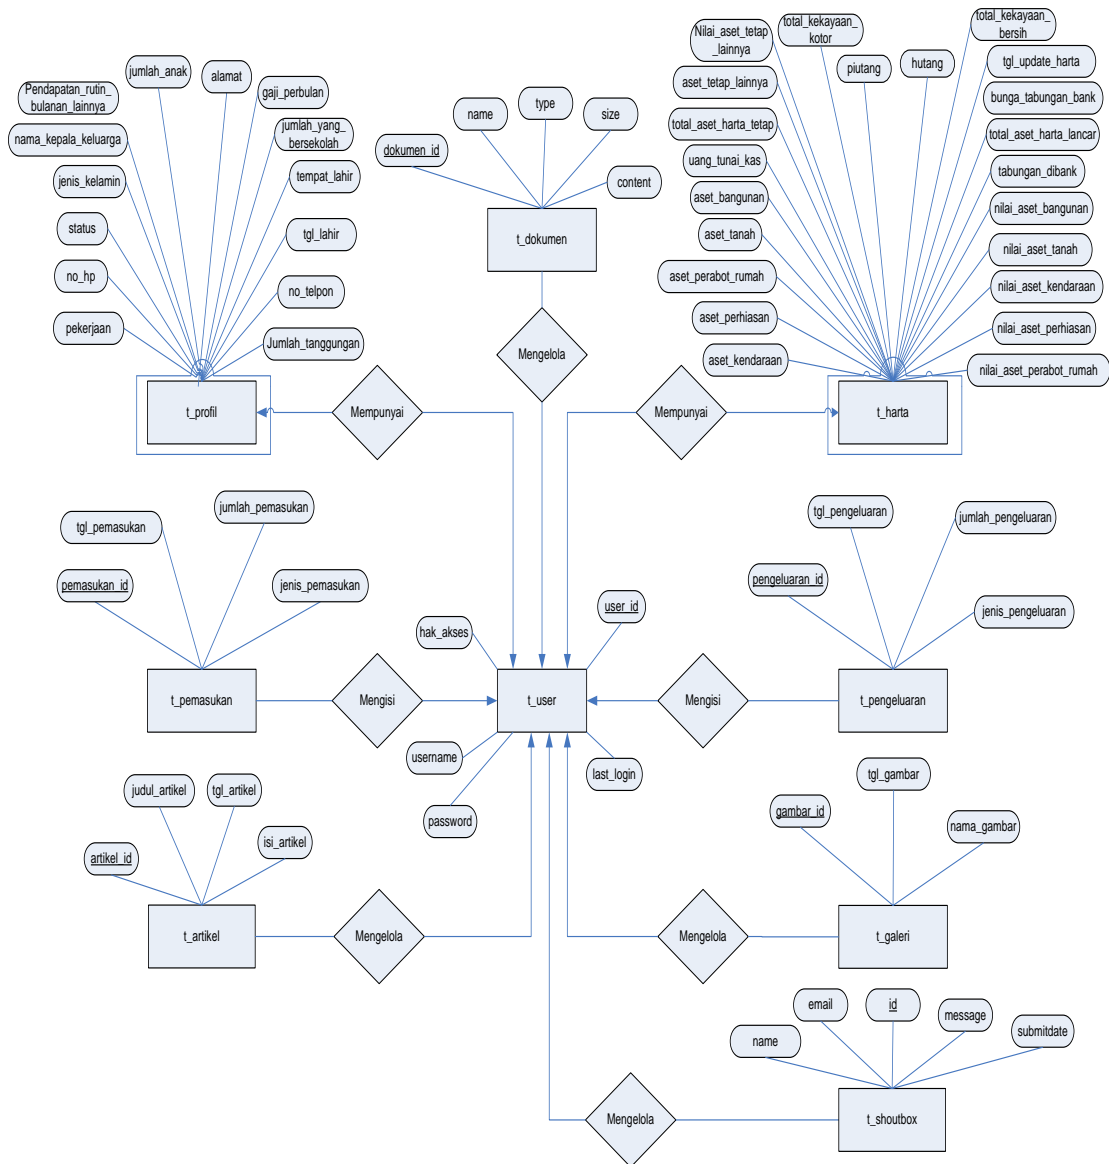 jumlah_anak
alamat
Pendapatan_rutin_
bulanan_lainnya
gaji_perbulan
nama_kepala_keluarga
jumlah_yang_
bersekolah
jenis_kelamin
tempat_lahir
status
tgl_lahir
no_hp
no_telpon
pekerjaan
Jumlah_tanggungan
t_profil
Mempunyai
name
type
size
dokumen_id
content
t_dokumen
Mengelola
Nilai_aset_tetap
_lainnya
total_kekayaan_
kotor
total_kekayaan_
bersih
piutang
hutang
tgl_update_harta
aset_tetap_lainnya
bunga_tabungan_bank
total_aset_harta_tetap
total_aset_harta_lancar
uang_tunai_kas
tabungan_dibank
aset_bangunan
nilai_aset_bangunan
aset_tanah
nilai_aset_tanah
aset_perabot_rumah
nilai_aset_kendaraan
aset_perhiasan
nilai_aset_perhiasan
aset_kendaraan
nilai_aset_perabot_rumah
Mempunyai
t_harta
tgl_pemasukan
jumlah_pemasukan
pemasukan_id
jenis_pemasukan
t_pemasukan
Mengisi
hak_akses
user_id
t_user
username
password
last_login
tgl_pengeluaran
jumlah_pengeluaran
pengeluaran_id
jenis_pengeluaran
Mengisi
t_pengeluaran
judul_artikel
tgl_artikel
artikel_id
isi_artikel
t_artikel
Mengelola
tgl_gambar
gambar_id
nama_gambar
Mengelola
t_galeri
name
email
id
message
submitdate
Mengelola
t_shoutbox